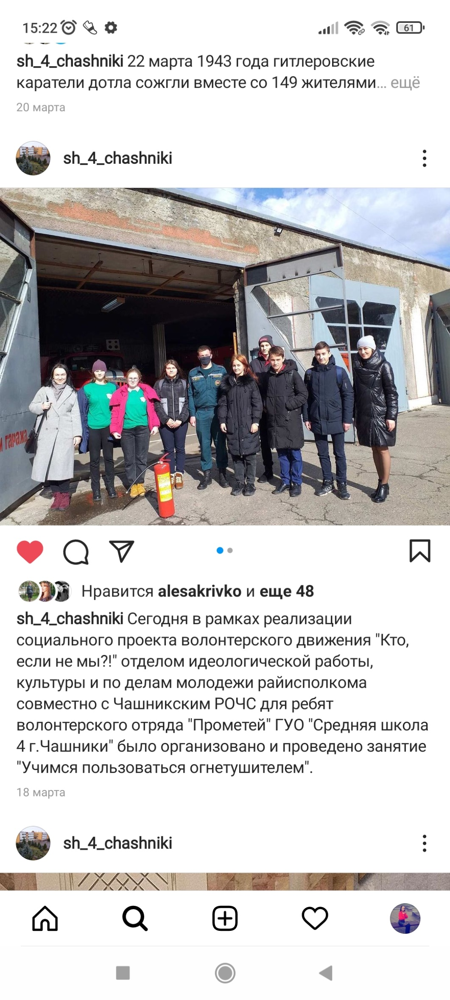 15:22
61
sh_4_chashniki 22 марта 1943 года гитлеровские
каратели дотла сожгли вместе со 149 жителями... ещё
20 марта
sh_4_chashniki
и гаража
Нравится alesakrivko и еще 48
sh_4_chashniki Сегодня в рамках реализации
социального проекта волонтерского движения "Кто,
если не мы?!" отделом идеологической работы,
культуры и по делам молодежи райисполкома
совместно с Чашникским РОЧС для ребят
волонтерского отряда "Прометей" ГУО "Средняя школа
4 г.Чашники" было организовано и проведено занятие
"Учимся пользоваться огнетушителем".
18 марта
sh_4_chashniki